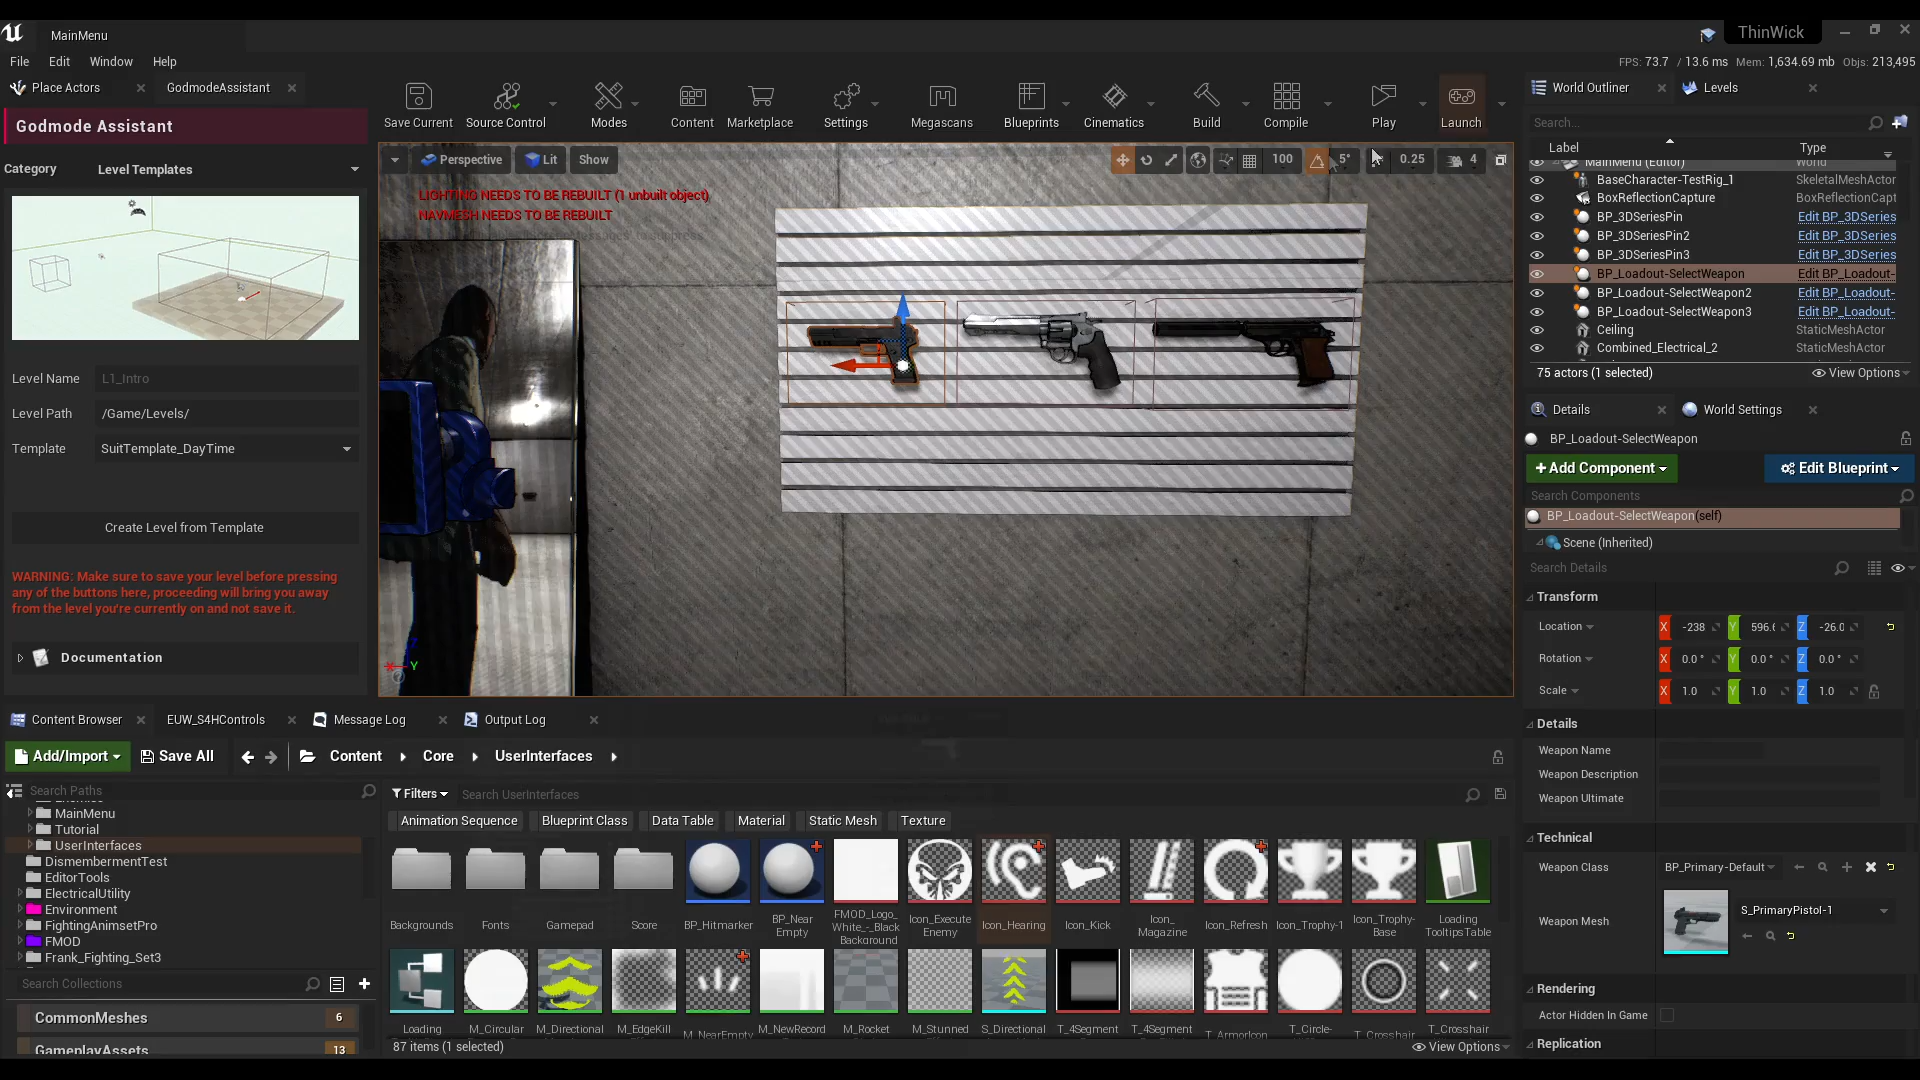 MainMenu
ThinWick
File Edit Window Help
FPS: 73.7 / 13.6 ms Mem: 1,634.69 mb Objs: 213,495
Place Actors
GodmodeAssistant
Godmode Assistant
Category Level Templates
Level Name L1_Intro
Level Path /Game/Levels/
Template SuitTemplate_DayTime
Create Level from Template
WARNING: Make sure to save your level before pressing
any of the buttons here, proceeding will bring you away
from the level you're currently on and not save it.
Documentation
Save Current Source Control Modes Content Marketplace Settings Megascans Blueprints Cinematics Build Compile Play Launch
Perspective Lit Show
100 5° 0.25 4
LIGHTING NEEDS TO BE REBUILT (1 unbuilt object)
NAVMESH NEEDS TO BE REBUILT
Y
World Outliner Levels
Search...
Label Type
MainMenu (Editor) World
BaseCharacter-TestRig_1 SkeletalMeshActor
BoxReflectionCapture BoxReflectionCapt
BP_3DSeriesPin Edit BP_3DSeries
BP_3DSeriesPin2 Edit BP_3DSeries
BP_3DSeriesPin3 Edit BP_3DSeries
BP_Loadout-SelectWeapon Edit BP_Loadout-
BP_Loadout-SelectWeapon2 Edit BP_Loadout-
BP_Loadout-SelectWeapon3 Edit BP_Loadout-
Ceiling StaticMeshActor
Combined_Electrical_2 StaticMeshActor
75 actors (1 selected) View Options
Details World Settings
BP_Loadout-SelectWeapon
+Add Component Edit Blueprint
Search Components
BP_Loadout-SelectWeapon(self)
Scene (Inherited)
Search Details
Transform
Location X -238 Y 596.6 Z -26.0
Rotation X 0.0 ° Y 0.0 ° Z 0.0 °
Scale X 1.0 Y 1.0 Z 1.0
Details
Weapon Name
Weapon Description
Weapon Ultimate
Technical
Weapon Class BP_Primary-Default
Weapon Mesh S_PrimaryPistol-1
Rendering
Actor Hidden In Game
Replication
Content Browser EUW_S4HControls Message Log Output Log
Add/Import Save All Content Core UserInterfaces
Search Paths
MainMenu
Tutorial
UserInterfaces
DismembermentTest
EditorTools
ElectricalUtility
Environment
FightingAnimsetPro
FMOD
Frank_Fighting_Set3
Search Collections
CommonMeshes 6
GameplayAssets 13
Filters Search UserInterfaces
Animation Sequence Blueprint Class Data Table Material Static Mesh Texture
Backgrounds Fonts Gamepad Score BP_Hitmarker BP_Near Empty FMOD_Logo_ White_-_Black Background Icon_Execute Enemy Icon_Hearing Icon_Kick Icon_ Magazine Icon_Refresh Icon_Trophy-1 Icon_Trophy- Base Loading TooltipsTable
Loading M_Circular M_Directional M_EdgeKill M_NearEmpty M_NewRecord M_Rocket M_Stunned S_Directional T_4Segment T_4Segment T_ArmorIcon T_Circle- T_Crosshair T_Crosshair
87 items (1 selected) View Options